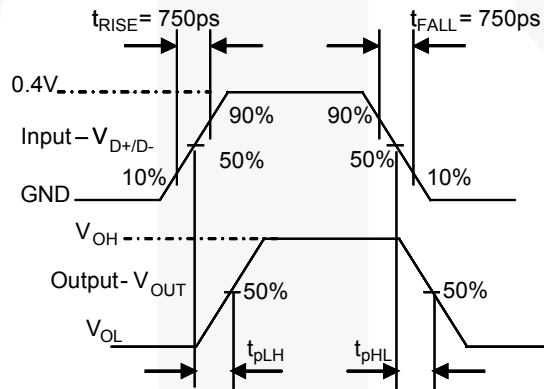 tRISE = 750ps
tFALL = 750ps
0.4V
90%
90%
Input – VD+/D-
50%
50%
10%
10%
GND
VOH
Output - VOUT
50%
50%
VOL
tpLH
tpHL